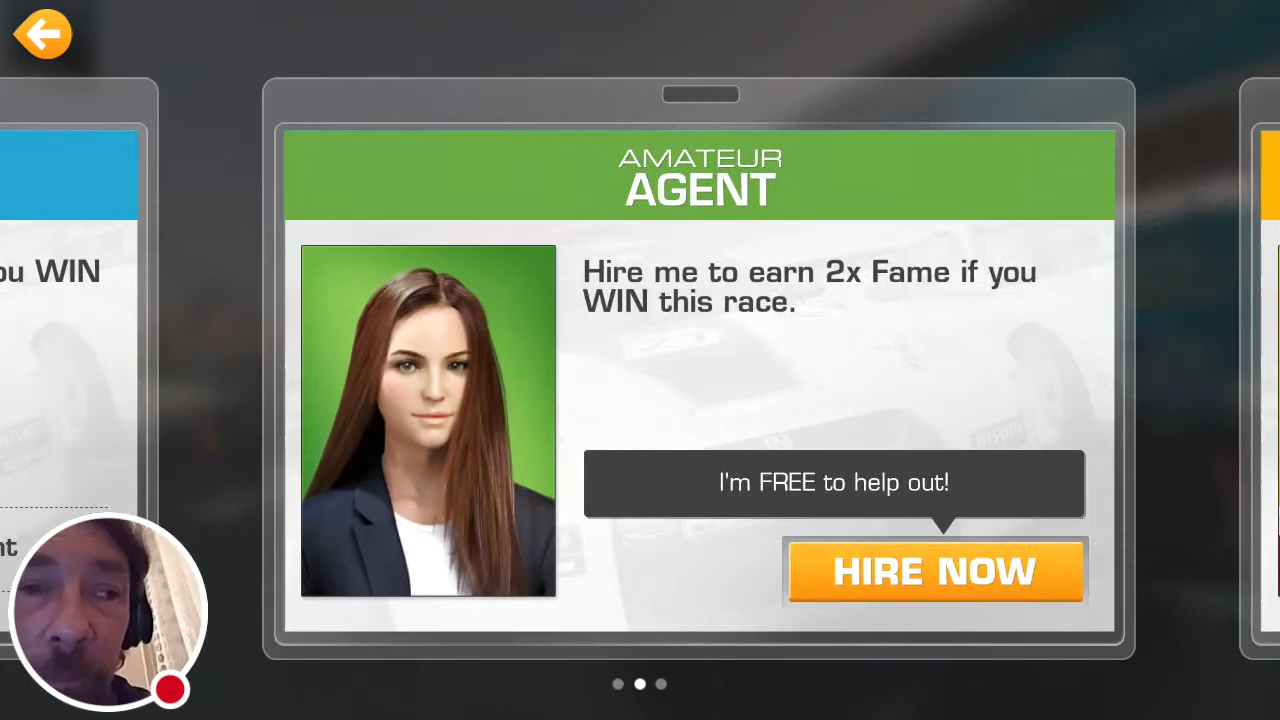 AMATEUR
AGENT
ou WIN
Hire me to earn 2x Fame if you
WIN this race.
I'm FREE to help out!
nt
HIRE NOW